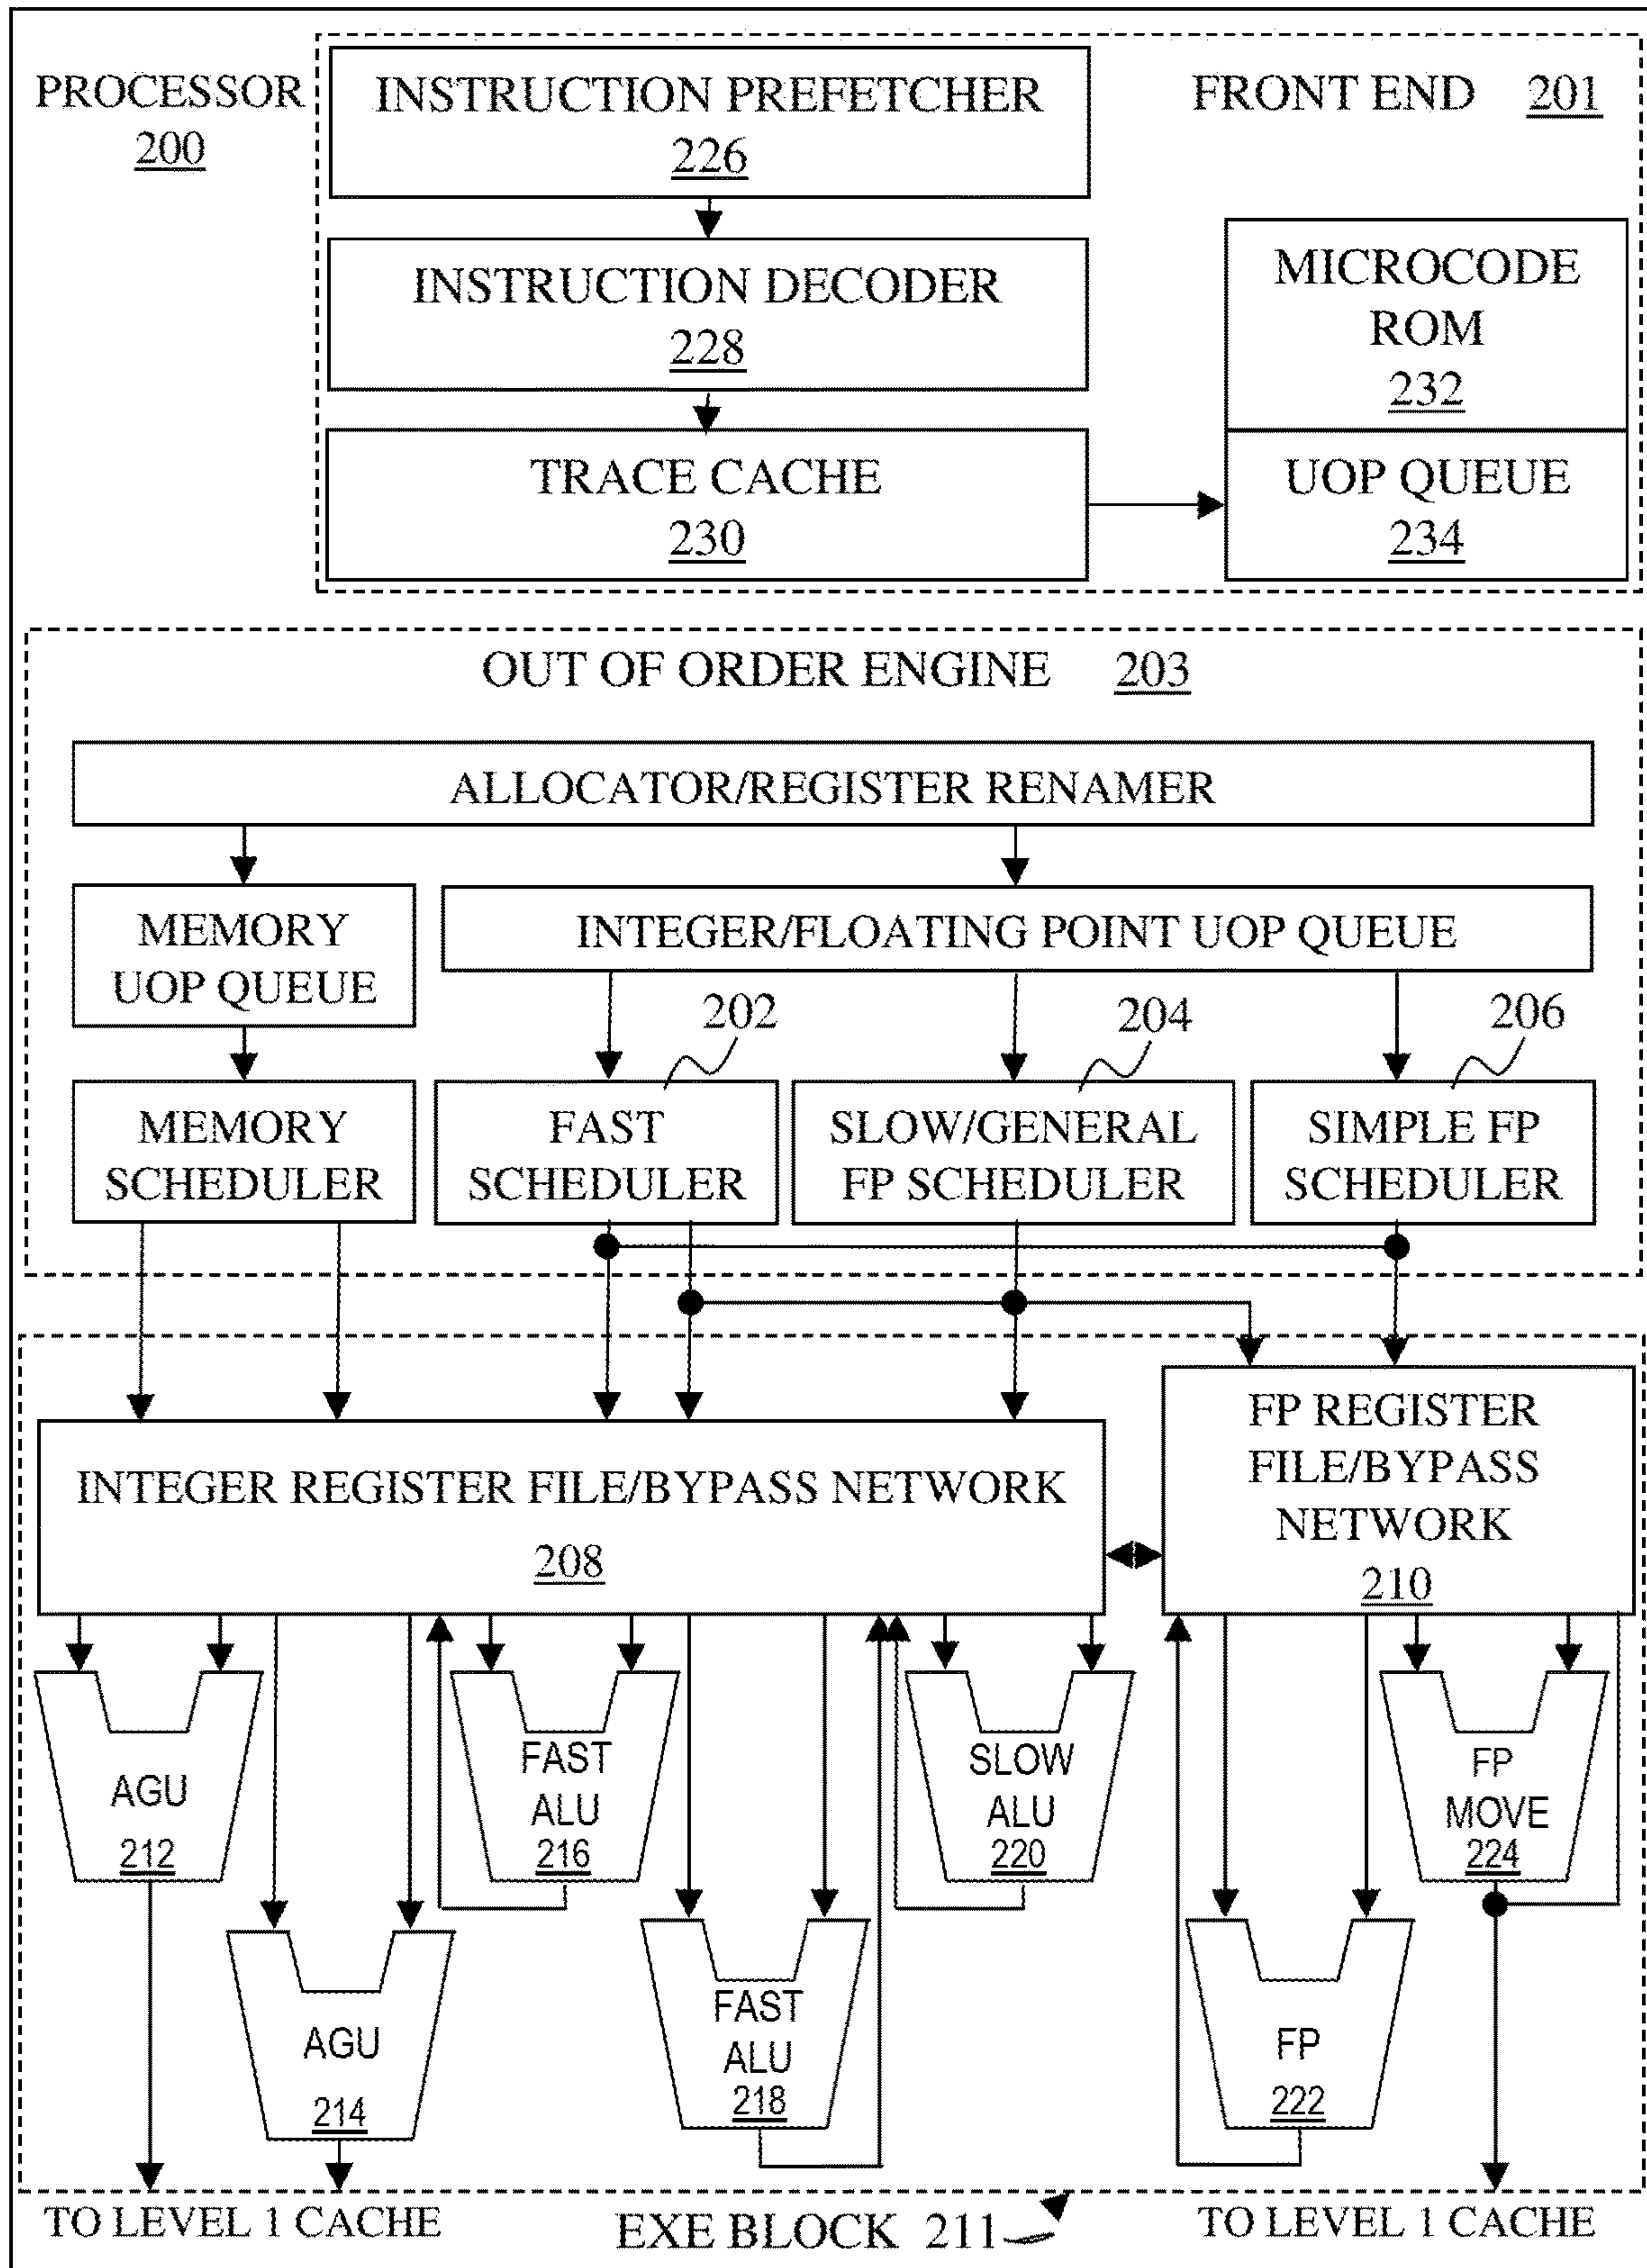 PROCESSOR
200
INSTRUCTION PREFETCHER
226
FRONT END 201
INSTRUCTION DECODER
228
MICROCODE
ROM
232
TRACE CACHE
230
UOP QUEUE
234
OUT OF ORDER ENGINE 203
ALLOCATOR/REGISTER RENAMER
MEMORY
UOP QUEUE
INTEGER/FLOATING POINT UOP QUEUE
202
204
206
MEMORY
SCHEDULER
FAST
SCHEDULER
SLOW/GENERAL
FP SCHEDULER
SIMPLE FP
SCHEDULER
INTEGER REGISTER FILE/BYPASS NETWORK
208
FP REGISTER
FILE/BYPASS
NETWORK
210
AGU
212
FAST
ALU
216
SLOW
ALU
220
FP
MOVE
224
AGU
214
FAST
ALU
218
FP
222
TO LEVEL 1 CACHE
EXE BLOCK 211
TO LEVEL 1 CACHE